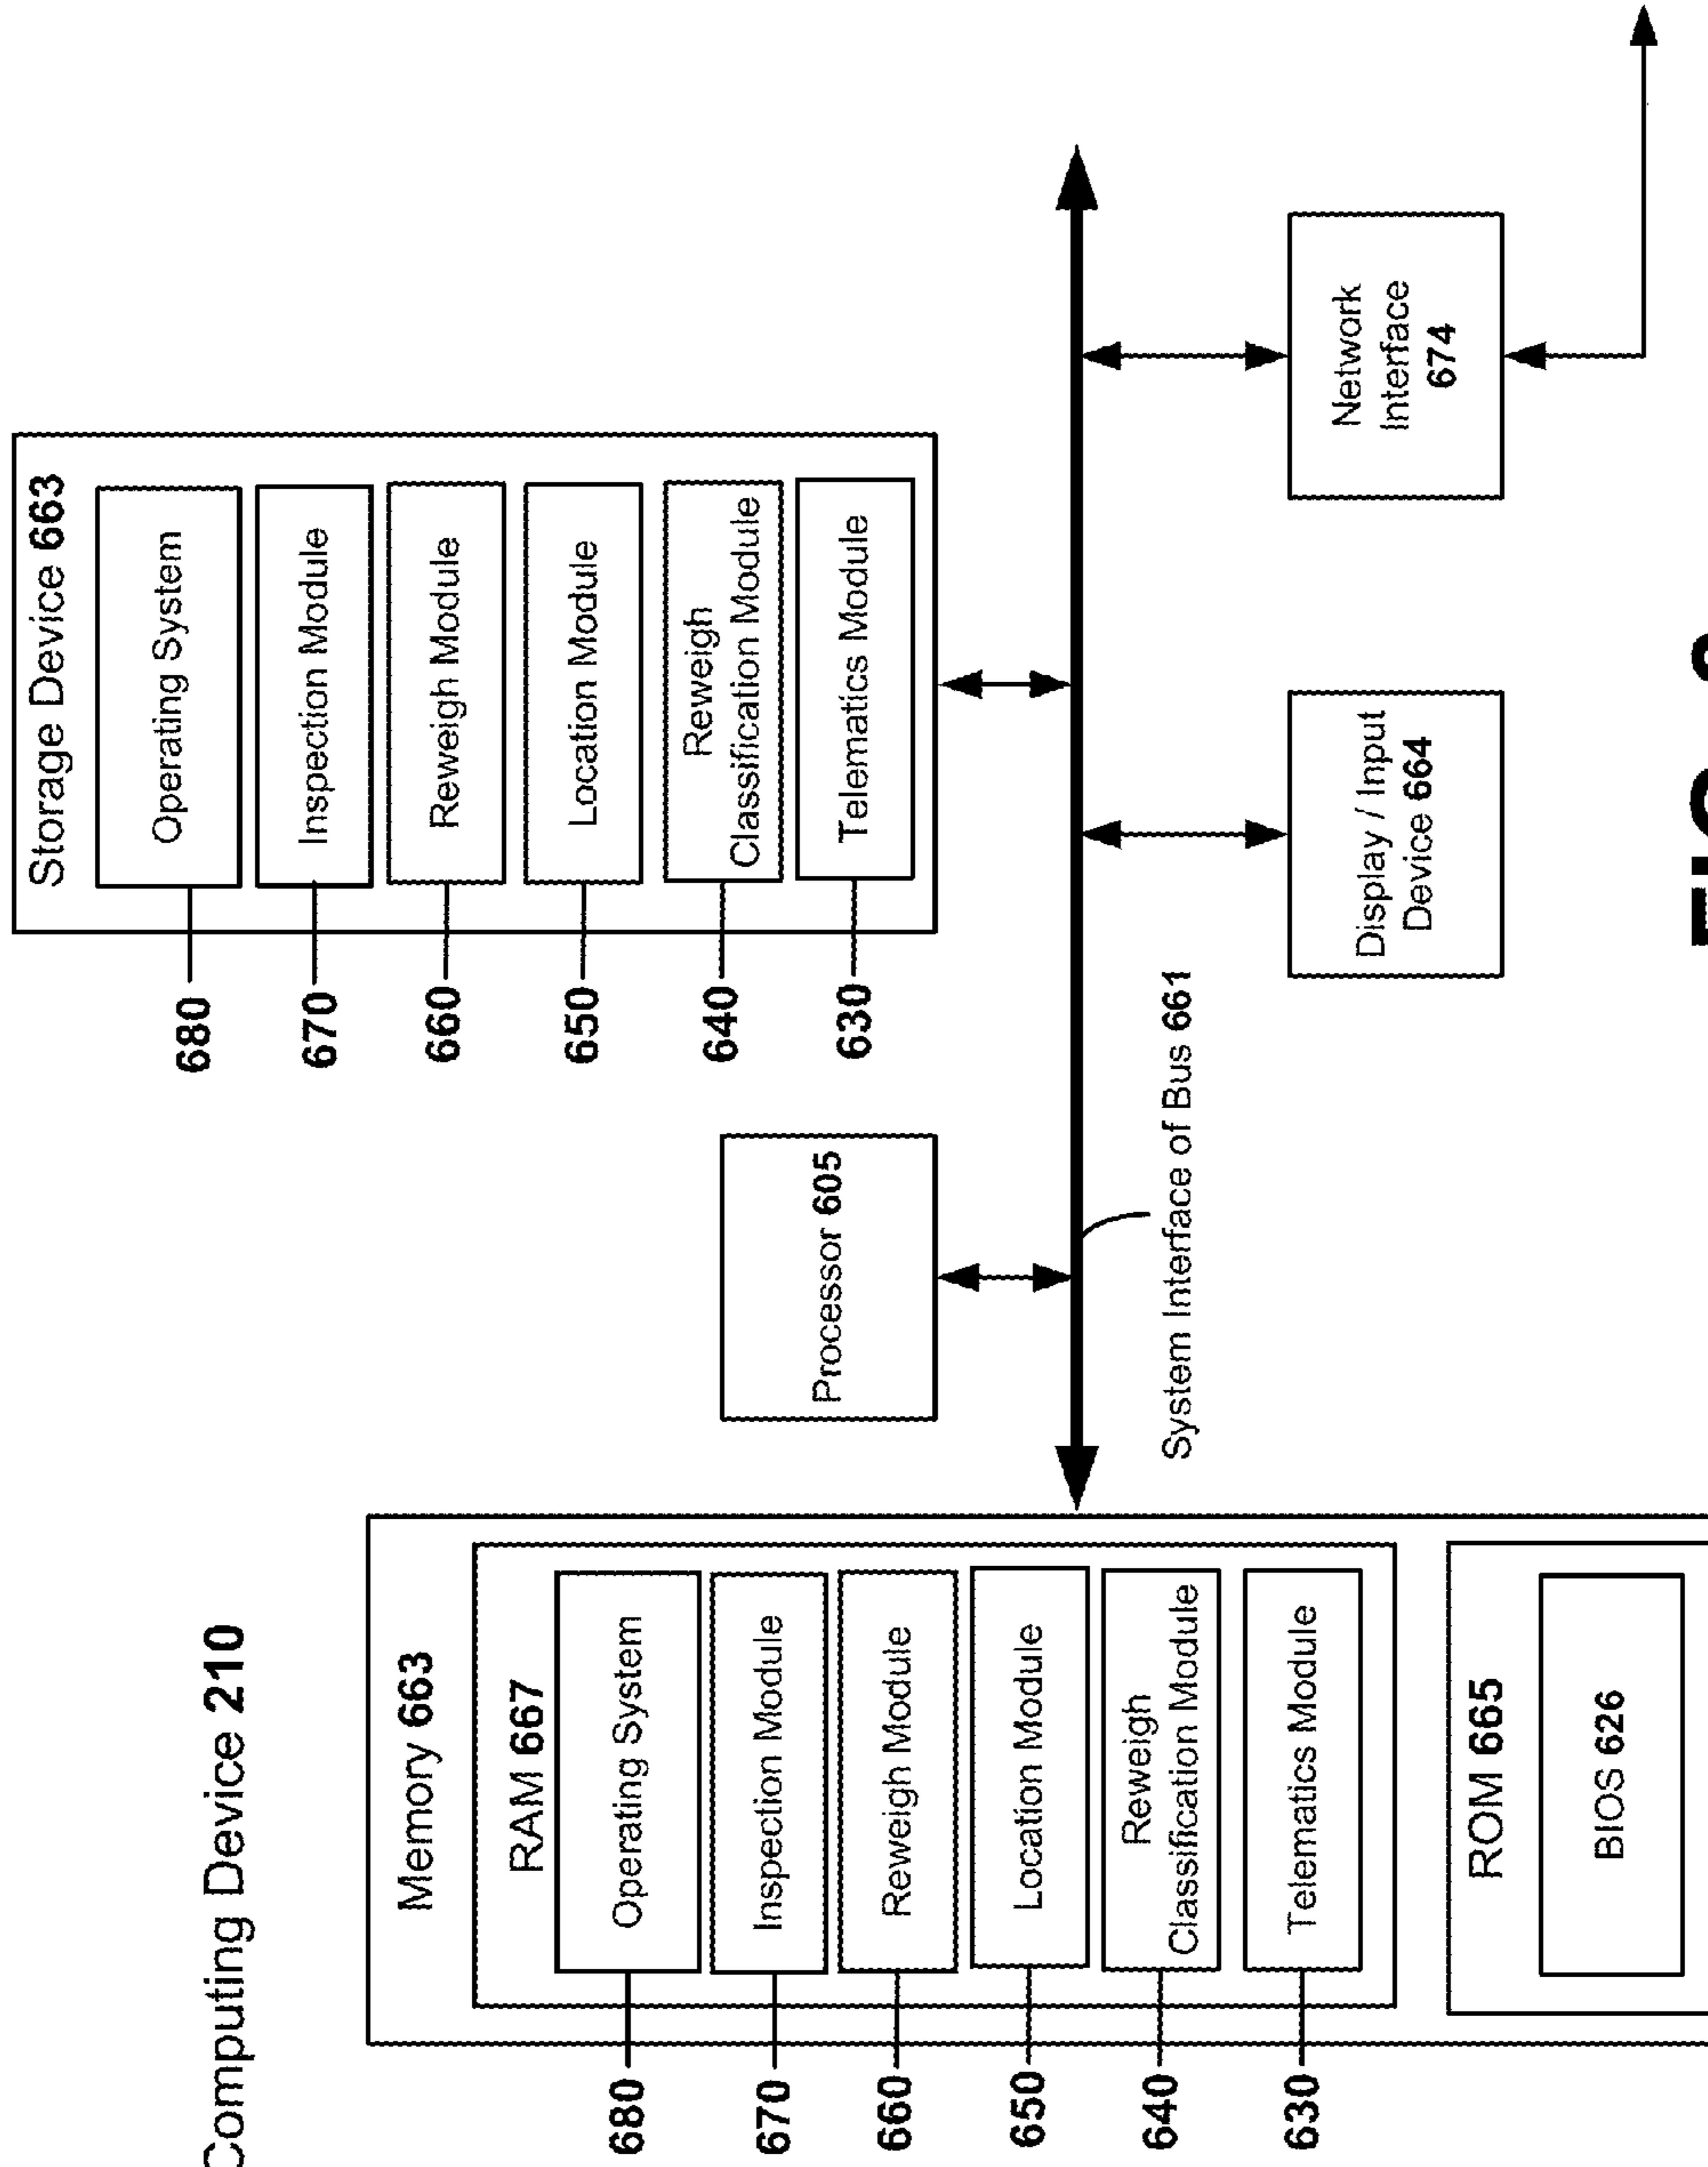 Computing Device 210
Memory 663
RAM 667
Operating System
Inspection Module
Reweigh Module
Location Module
Reweigh
Classification Module
Telematics Module
680
670
660
650
640
630
ROM 665
BIOS 626
Processor 605
System Interface of Bus 661
Storage Device 663
Operating System
Inspection Module
Reweigh Module
Location Module
Reweigh
Classification Module
Telematics Module
680
670
660
650
640
630
Display / Input
Device 664
Network
Interface
674